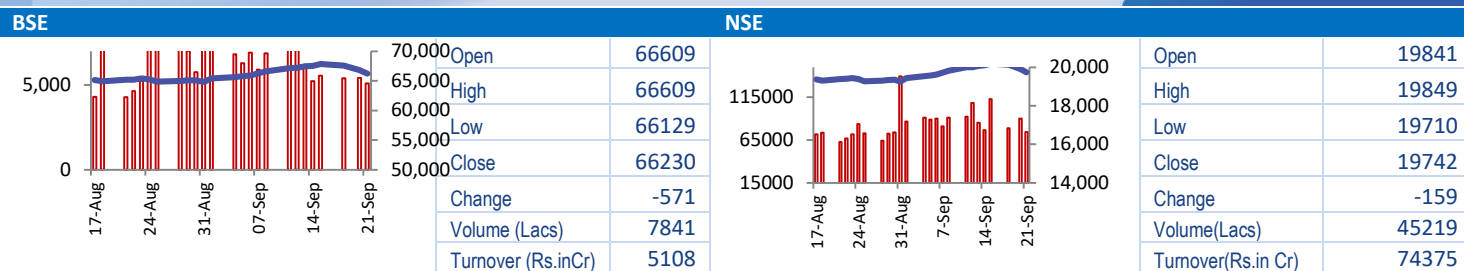 BSE
NSE
5,000
0
70,000
65,000
60,000
55,000
50,000
17-Aug
24-Aug
31-Aug
07-Sep
14-Sep
21-Sep
Open 66609
High 66609
Low 66129
Close 66230
Change -571
Volume (Lacs) 7841
Turnover (Rs.inCr) 5108
115000
65000
15000
20,000
18,000
16,000
14,000
17-Aug
24-Aug
31-Aug
7-Sep
14-Sep
21-Sep
Open 19841
High 19849
Low 19710
Close 19742
Change -159
Volume(Lacs) 45219
Turnover(Rs.in Cr) 74375